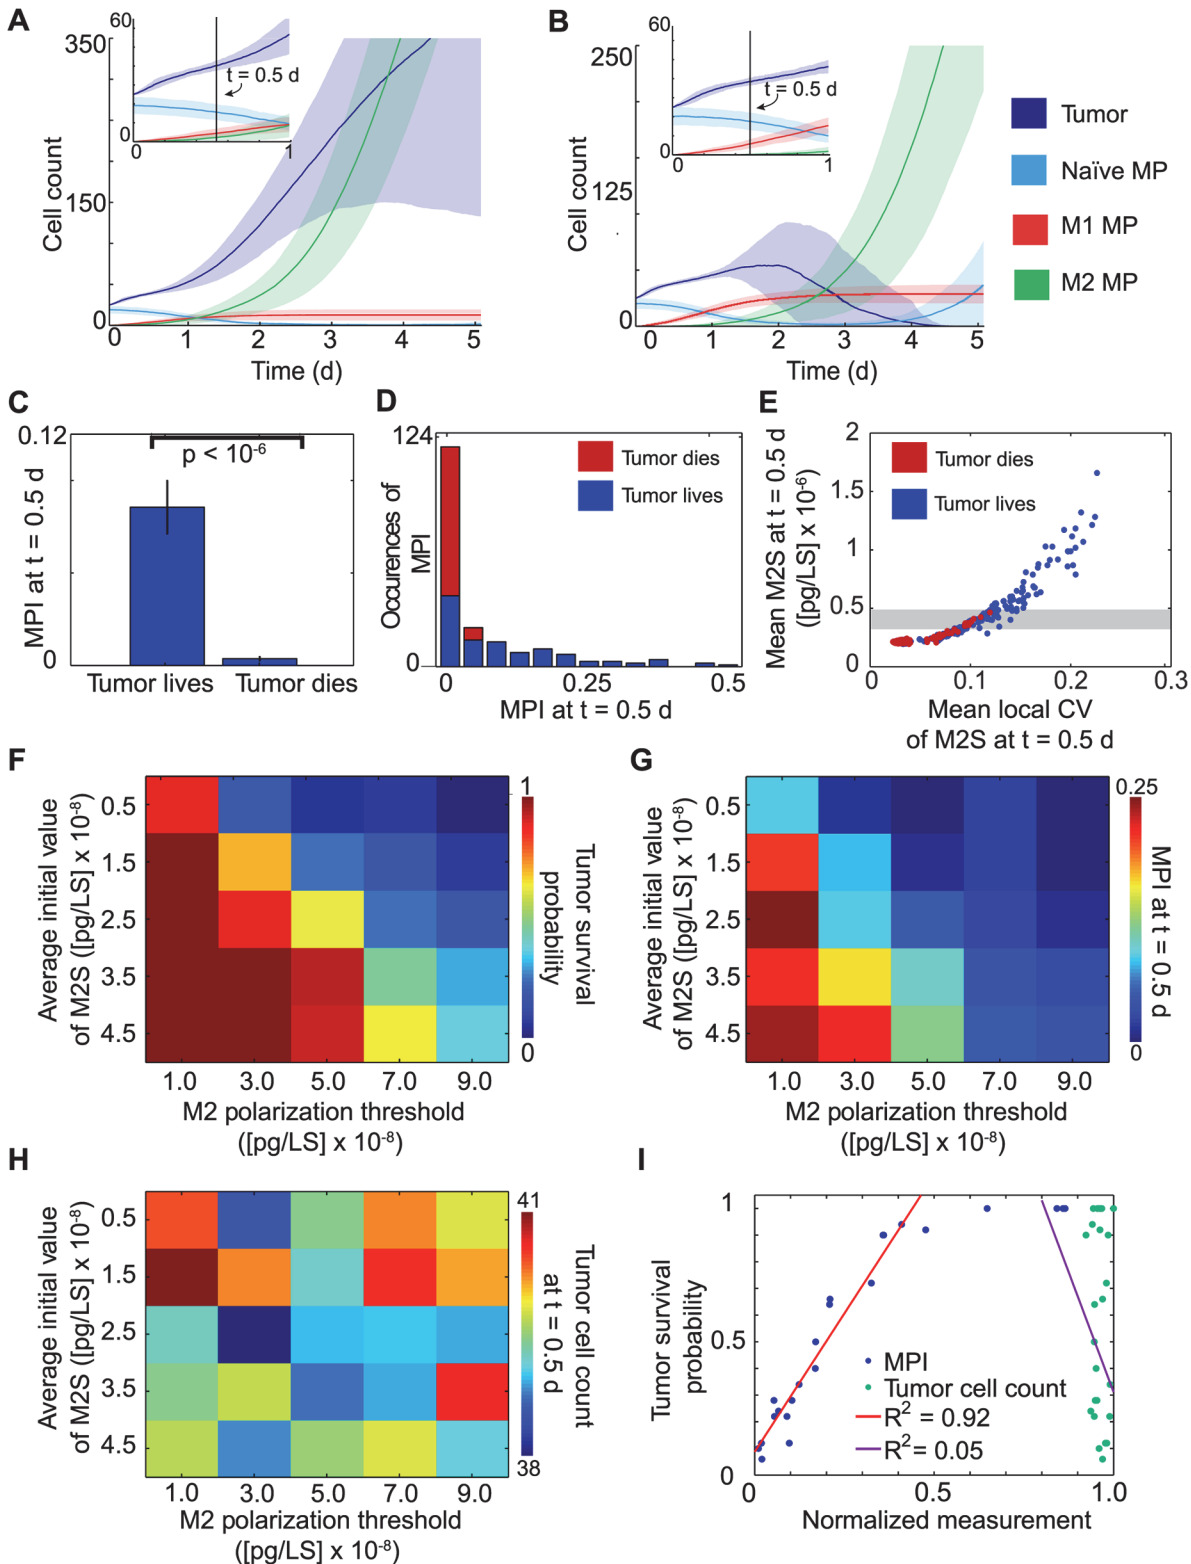 A
60
350
t = 0.5 d
0
0
1
Cell count
150
0
0
1
2
3
4
5
Time (d)
B
60
250
t = 0.5 d
0
0
1
Cell count
125
0
0
1
2
3
4
5
Time (d)
Tumor
Naïve MP
M1 MP
M2 MP
C
0.12
p < 10-6
MPI at t = 0.5 d
0
Tumor lives
Tumor dies
D
124
Tumor dies
Tumor lives
Occurences of
MPI
0
0
0.25
0.5
MPI at t = 0.5 d
E
2
Tumor dies
Tumor lives
1.5
1
0.5
0
Mean M2S at t = 0.5 d
([pg/LS] x 10-6)
0.1
0.2
0.3
0
Mean local CV
of M2S at t = 0.5 d
F
Average initial value
of M2S ([pg/LS] x 10-8)
0.5
1.5
2.5
3.5
4.5
1
0
Tumor survival
probability
1.0
3.0
5.0
7.0
9.0
M2 polarization threshold
([pg/LS] x 10-8)
G
Average initial value
of M2S ([pg/LS] x 10-8)
0.5
1.5
2.5
3.5
4.5
0.25
0
MPI at t = 0.5 d
1.0
3.0
5.0
7.0
9.0
M2 polarization threshold
([pg/LS] x 10-8)
H
Average initial value
of M2S ([pg/LS] x 10-8)
0.5
1.5
2.5
3.5
4.5
41
38
Tumor cell count
at t = 0.5 d
1.0
3.0
5.0
7.0
9.0
M2 polarization threshold
([pg/LS] x 10-8)
I
1
0.5
0
Tumor survival
probability
MPI
Tumor cell count
R2 = 0.92
R2 = 0.05
0
0.5
1.0
Normalized measurement